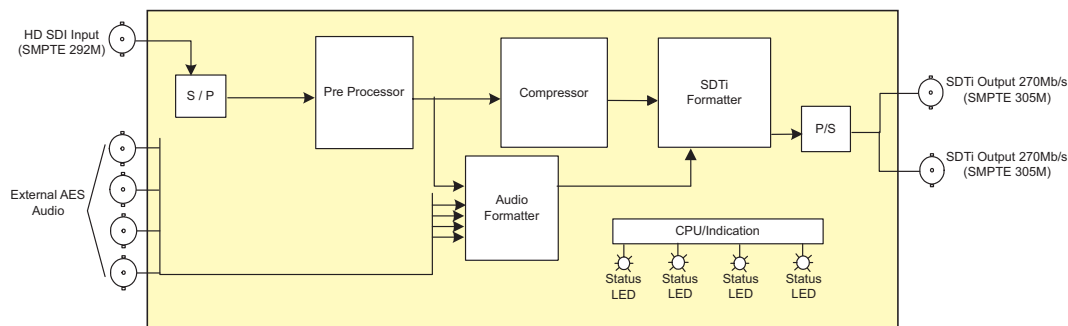 HD SDI Input
(SMPTE 292M)
S / P
Pre Processor
Compressor
SDTi
Formatter
P/S
SDTi Output 270Mb/s
(SMPTE 305M)
SDTi Output 270Mb/s
(SMPTE 305M)
External AES
Audio
Audio
Formatter
CPU/Indication
Status
LED
Status
LED
Status
LED
Status
LED